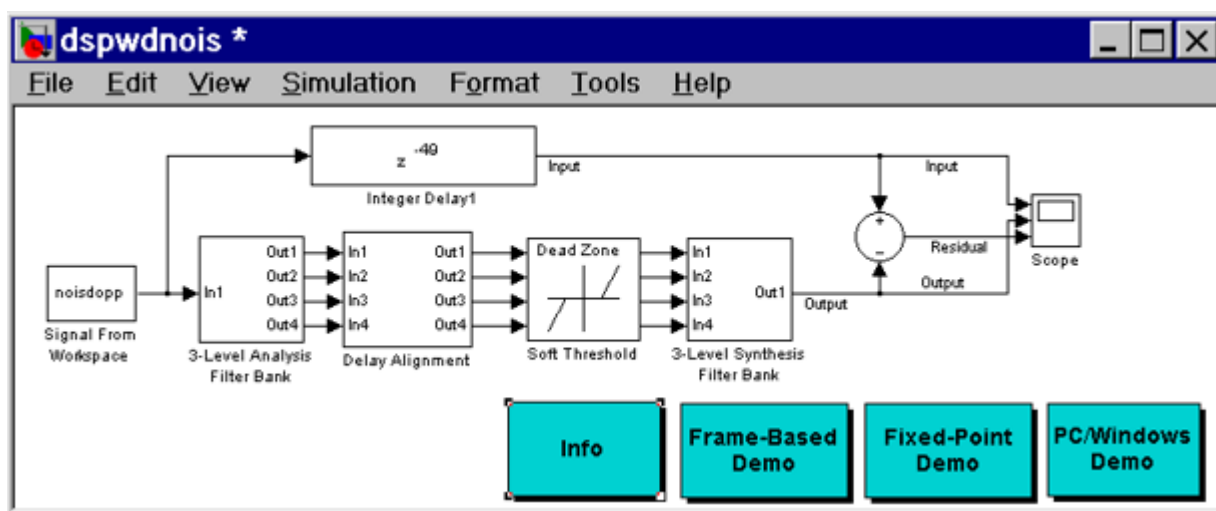 dspwdnois *
File Edit View Simulation Format Tools Help
z -49
Integer Delay1
Input
Input
noisdopp
Signal From
Workspace
In1
Out1
Out2
Out3
Out4
3-Level Analysis
Filter Bank
In1
In2
In3
In4
Out1
Out2
Out3
Out4
Delay Alignment
Dead Zone
Soft Threshold
In1
In2
In3
In4
Out1
3-Level Synthesis
Filter Bank
Output
+
−
Residual
Output
Scope
Info
Frame-Based
Demo
Fixed-Point
Demo
PC/Windows
Demo